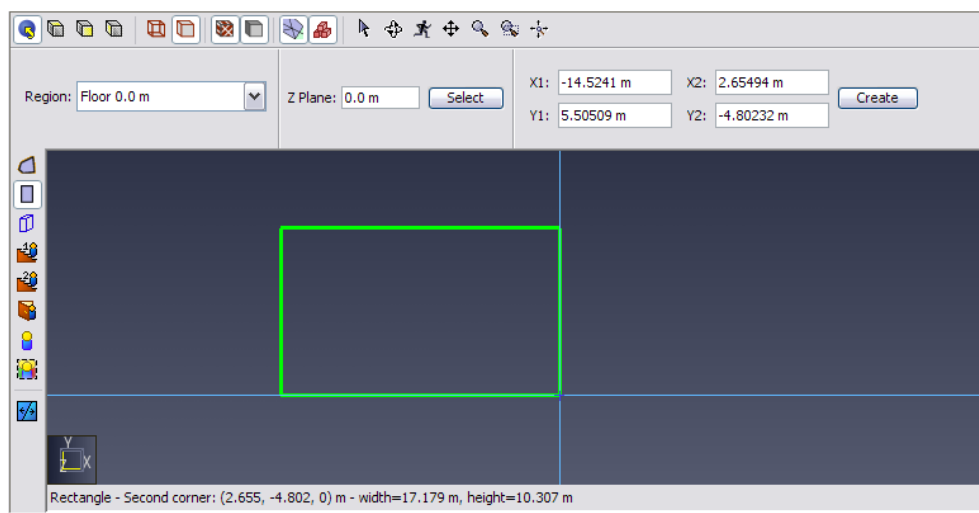 Region: Floor 0.0 m
Z Plane: 0.0 m Select
X1: -14.5241 m X2: 2.65494 m
Create
Y1: 5.50509 m Y2: -4.80232 m
Y
Z X
Rectangle - Second corner: (2.655, -4.802, 0) m - width=17.179 m, height=10.307 m